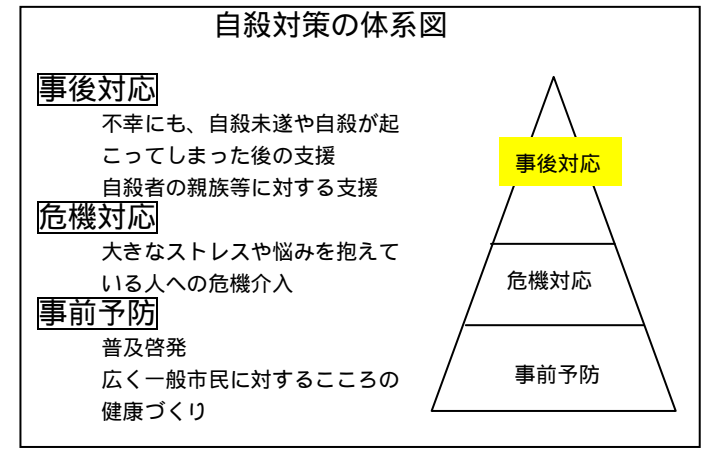 自殺対策の体系図
事後対応
不幸にも、自殺未遂や自殺が起
こってしまった後の支援
自殺者の親族等に対する支援
危機対応
大きなストレスや悩みを抱えて
いる人への危機介入
事前予防
普及啓発
広く一般市民に対するこころの
健康づくり
事後対応
危機対応
事前予防